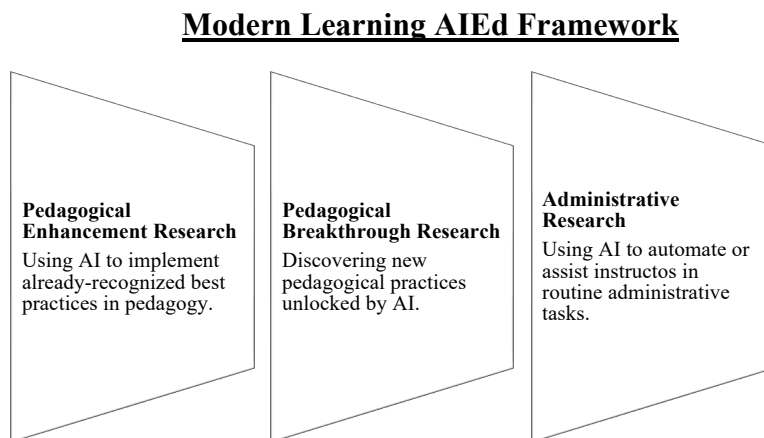 Modern Learning AIEd Framework
Pedagogical
Enhancement Research
Using AI to implement
already-recognized best
practices in pedagogy.
Pedagogical
Breakthrough Research
Discovering new
pedagogical practices
unlocked by AI.
Administrative
Research
Using AI to automate or
assist instructos in
routine administrative
tasks.